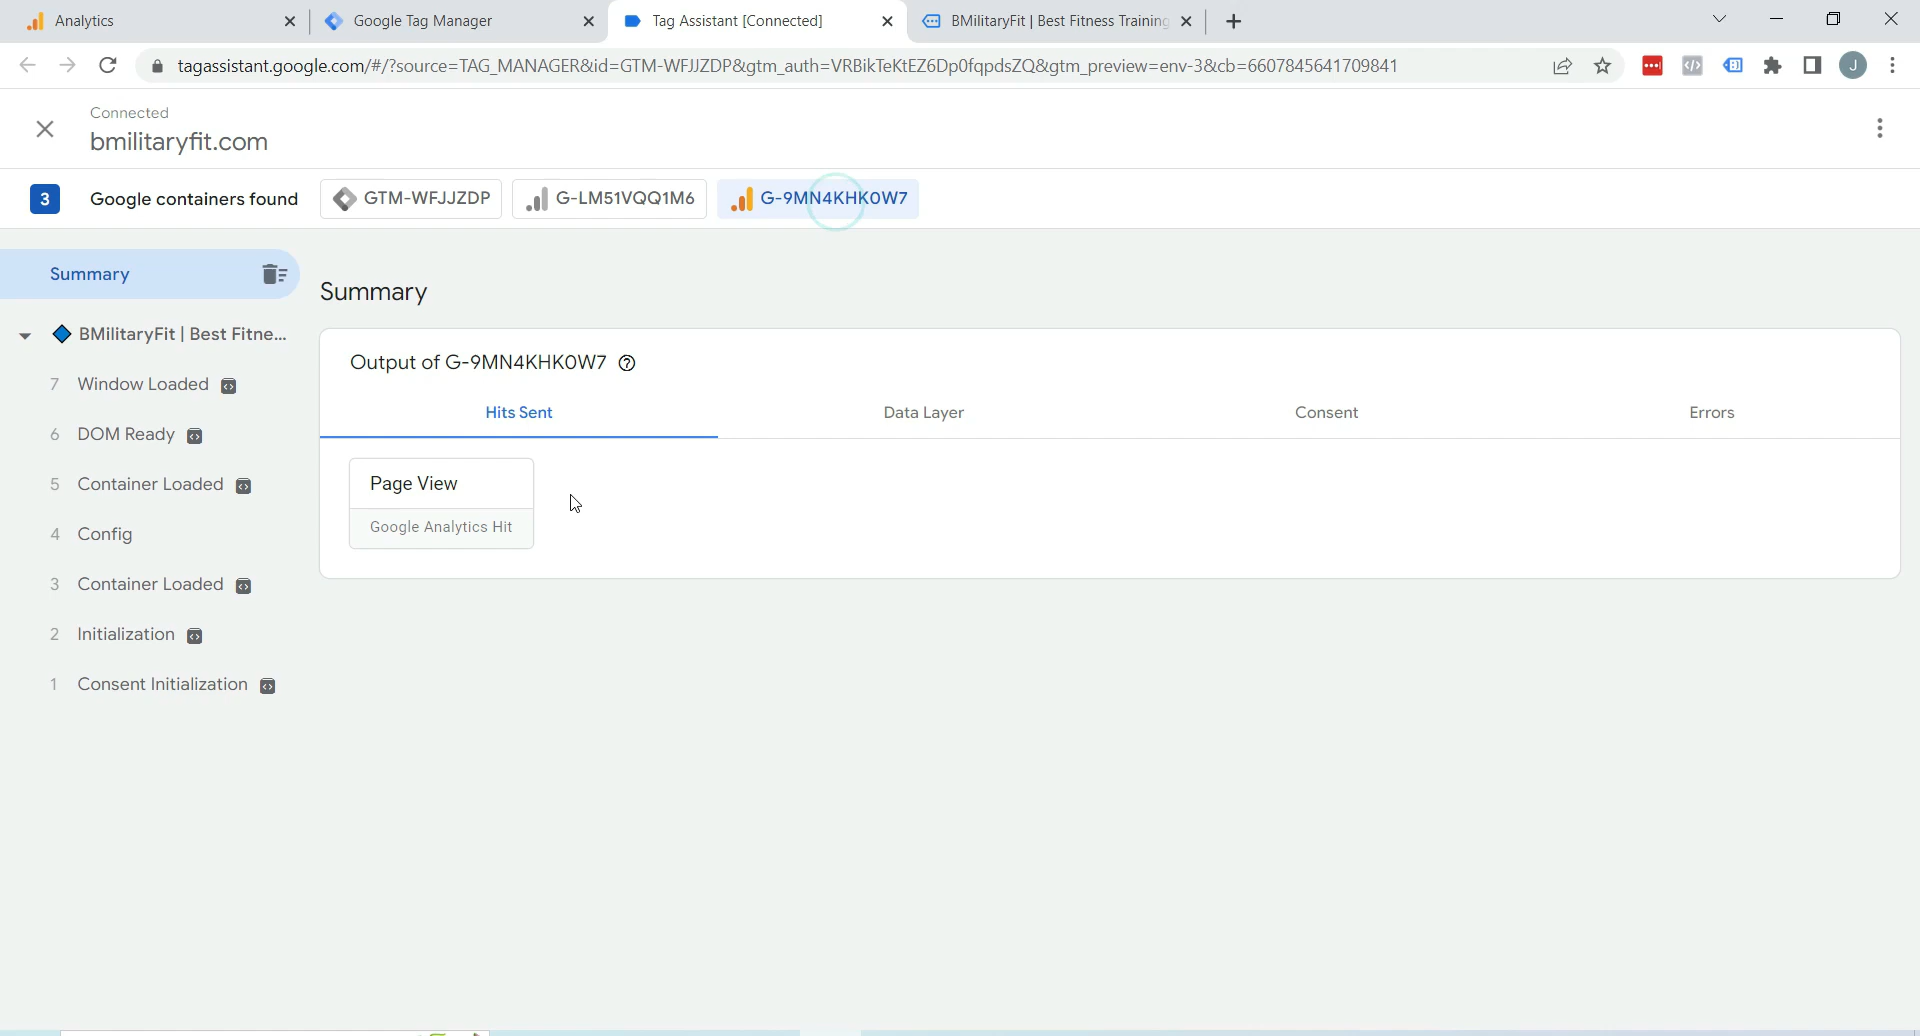 Analytics
Google Tag Manager
Tag Assistant [Connected]
BMilitaryFit | Best Fitness Training
tagassistant.google.com/#/?source=TAG_MANAGER&id=GTM-WFJJZDP&gtm_auth=VRBikTeKtEZ6Dp0fqpdsZQ&gtm_preview=env-3&cb=6607845641709841
J
Connected
bmilitaryfit.com
3 Google containers found
GTM-WFJJZDP
G-LM51VQQ1M6
G-9MN4KHK0W7
Summary
BMilitaryFit | Best Fitne...
7 Window Loaded
6 DOM Ready
5 Container Loaded
4 Config
3 Container Loaded
2 Initialization
1 Consent Initialization
Summary
Output of G-9MN4KHK0W7
Hits Sent
Data Layer
Consent
Errors
Page View
Google Analytics Hit